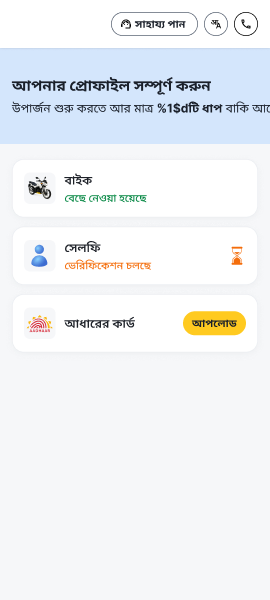 সাহায্য পান
আপনার প্রোফাইল সম্পূর্ণ করুন
উপার্জন শুরু করতে আর মাত্র %1$dটি ধাপ বাকি আছে
বাইক
বেছে নেওয়া হয়েছে
সেলফি
ভেরিফিকেশন চলছে
AADHAAR
আধারের কার্ড
আপলোড